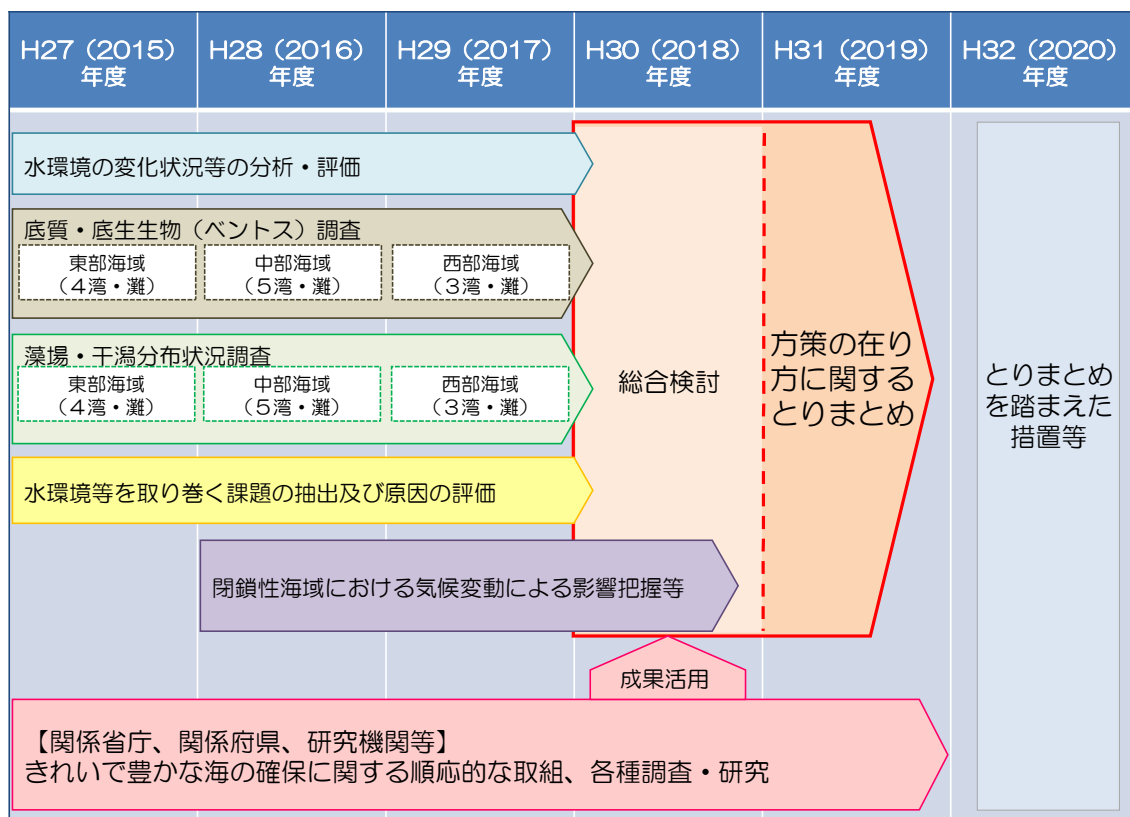 H27（2015）
年度
H28（2016）
年度
H29（2017）
年度
H30（2018）
年度
H31（2019）
年度
H32（2020）
年度
水環境の変化状況等の分析・評価
底質・底生生物（ベントス）調査
東部海域
（４湾・灘）
中部海域
（５湾・灘）
西部海域
（３湾・灘）
藻場・干潟分布状況調査
東部海域
（４湾・灘）
中部海域
（５湾・灘）
西部海域
（３湾・灘）
水環境等を取り巻く課題の抽出及び原因の評価
閉鎖性海域における気候変動による影響把握等
総合検討
方策の在り
方に関する
とりまとめ
とりまとめ
を踏まえた
措置等
成果活用
【関係省庁、関係府県、研究機関等】
きれいで豊かな海の確保に関する順応的な取組、各種調査・研究